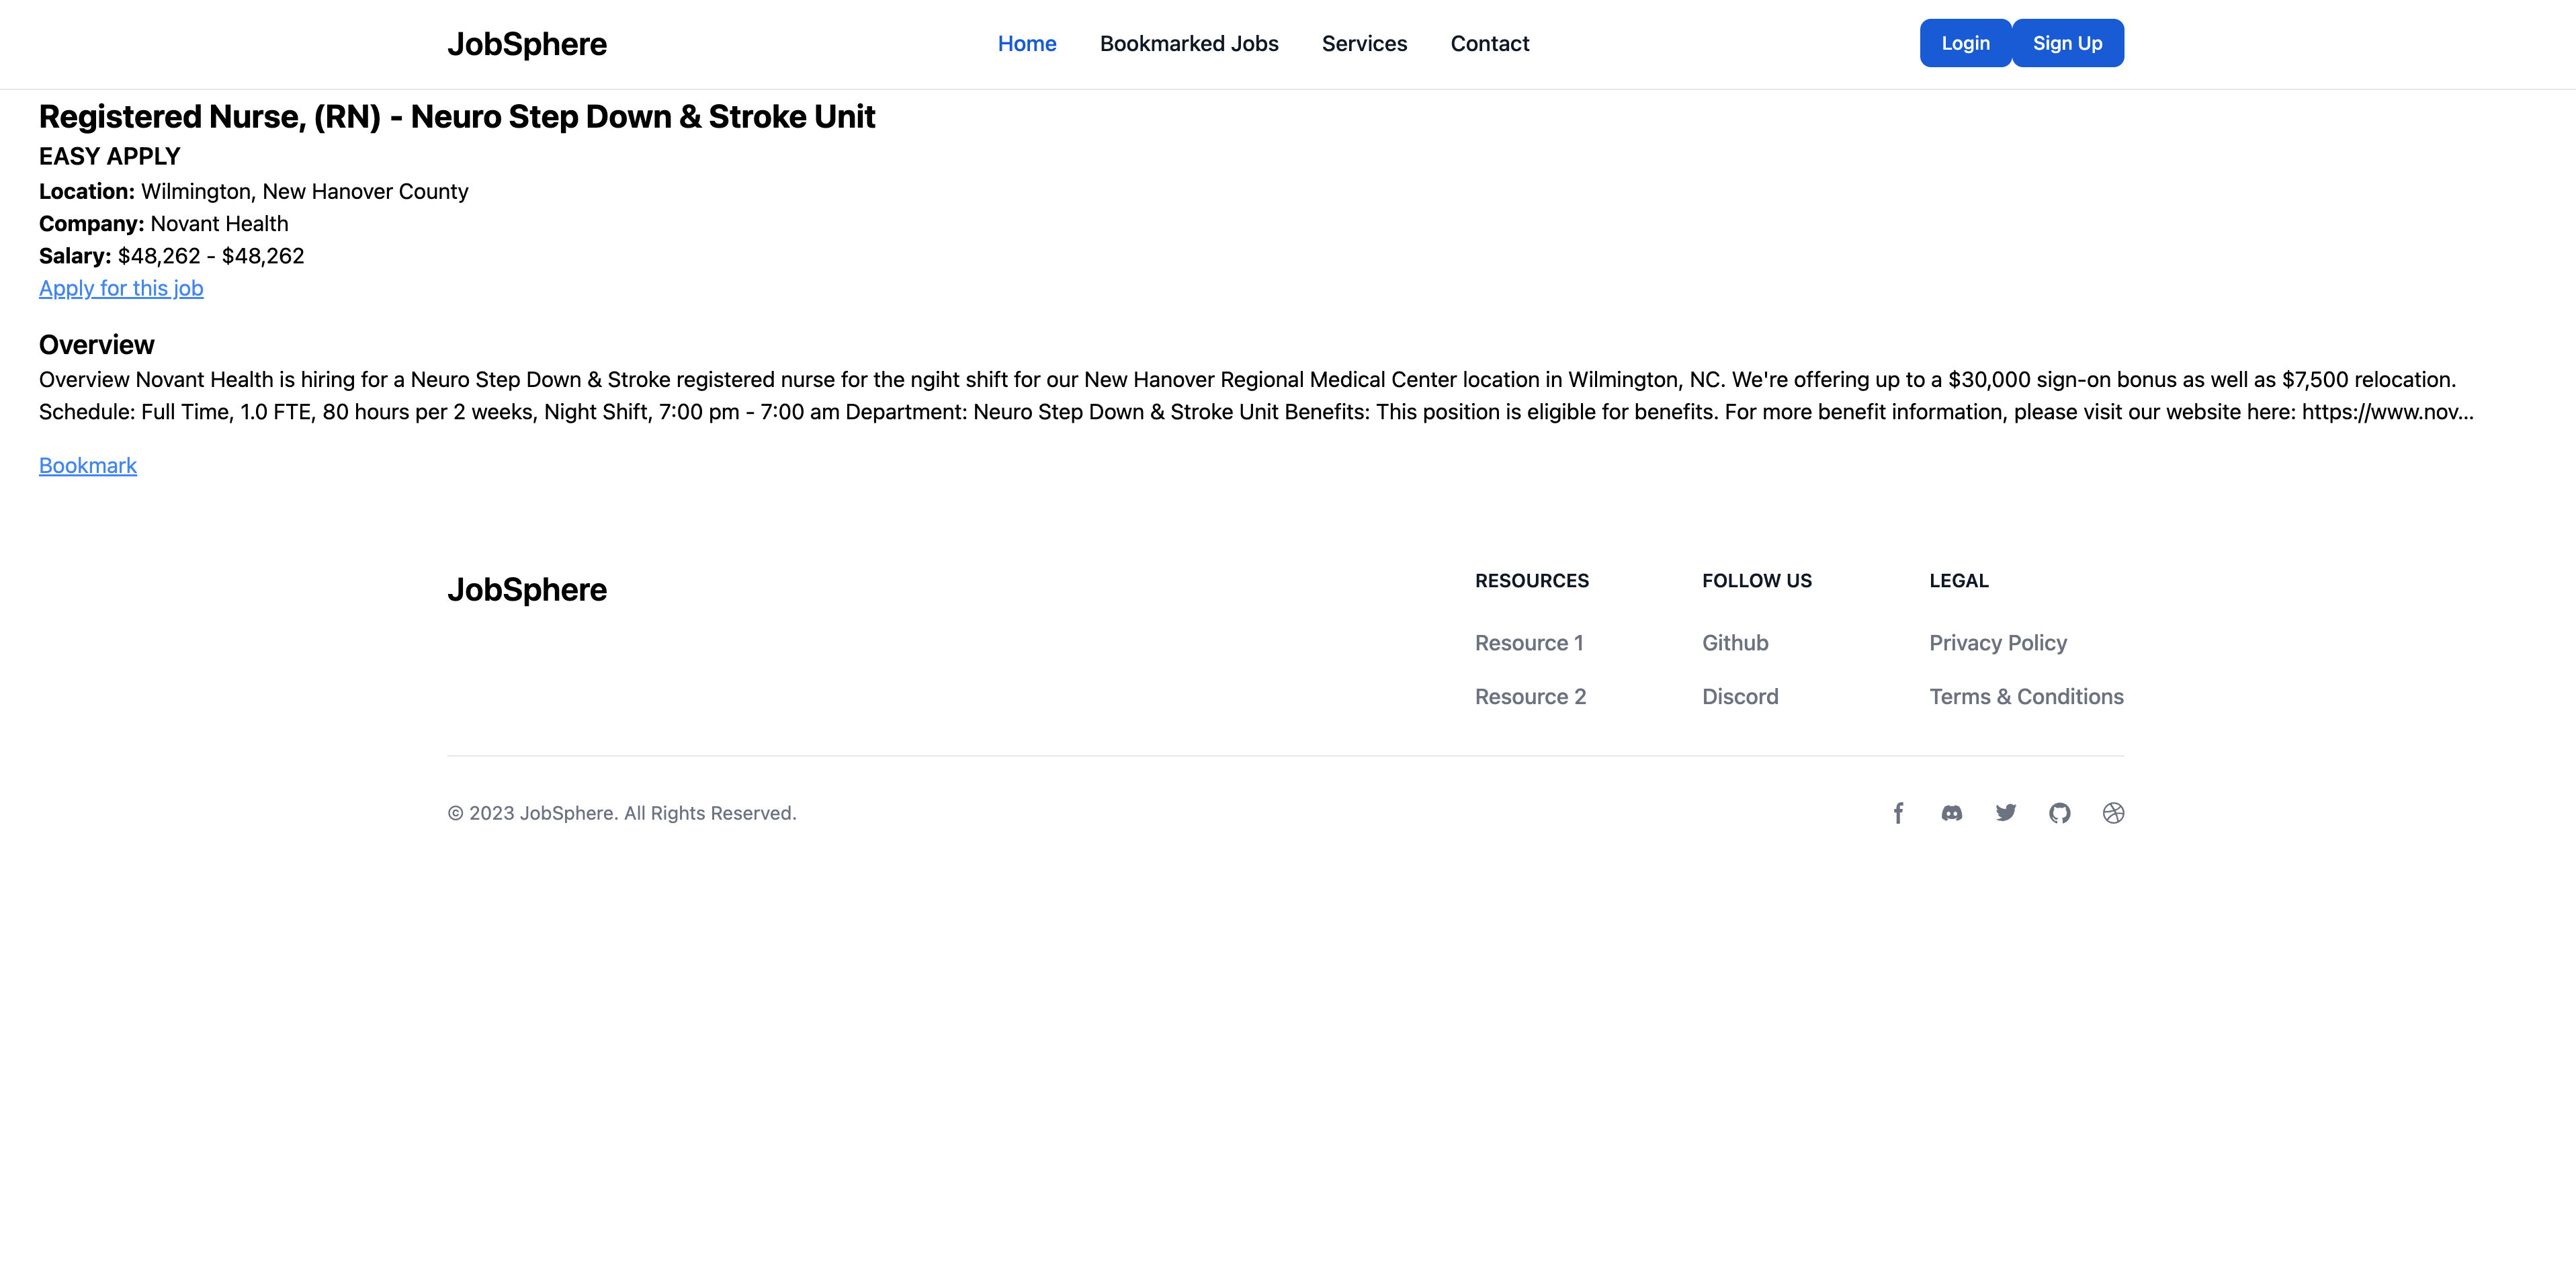 JobSphere
Home Bookmarked Jobs Services Contact
Login Sign Up
Registered Nurse, (RN) - Neuro Step Down & Stroke Unit
EASY APPLY
Location: Wilmington, New Hanover County
Company: Novant Health
Salary: $48,262 - $48,262
Apply for this job
Overview
Overview Novant Health is hiring for a Neuro Step Down & Stroke registered nurse for the ngiht shift for our New Hanover Regional Medical Center location in Wilmington, NC. We're offering up to a $30,000 sign-on bonus as well as $7,500 relocation.
Schedule: Full Time, 1.0 FTE, 80 hours per 2 weeks, Night Shift, 7:00 pm - 7:00 am Department: Neuro Step Down & Stroke Unit Benefits: This position is eligible for benefits. For more benefit information, please visit our website here: https://www.nov…
Bookmark
JobSphere
RESOURCES
Resource 1
Resource 2
FOLLOW US
Github
Discord
LEGAL
Privacy Policy
Terms & Conditions
© 2023 JobSphere. All Rights Reserved.